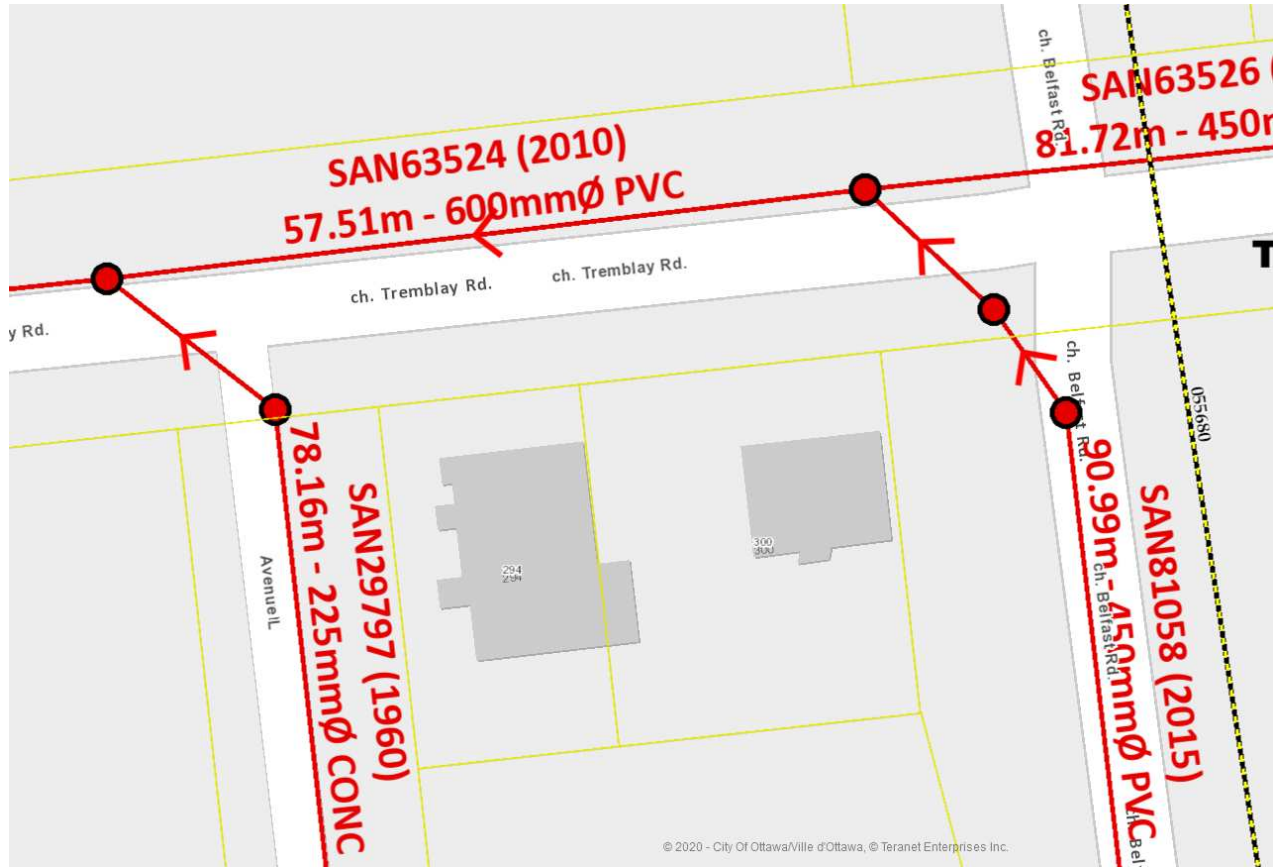 ch. Belfast Rd.
SAN63526 (
81.72m - 450m
SAN63524 (2010)
57.51m - 600mmØ PVC
ch. Tremblay Rd.
ch. Tremblay Rd.
T
y Rd.
ch. Belfast Rd.
055680
78.16m - 225mmØ CONC
SAN29797 (1960)
90.99m - 450mmØ PVC
SAN81058 (2015)
300
300
294
294
Avenue L
ch. Belfast Rd.
ch. Bel
© 2020 - City Of Ottawa/Ville d'Ottawa, © Teranet Enterprises Inc.